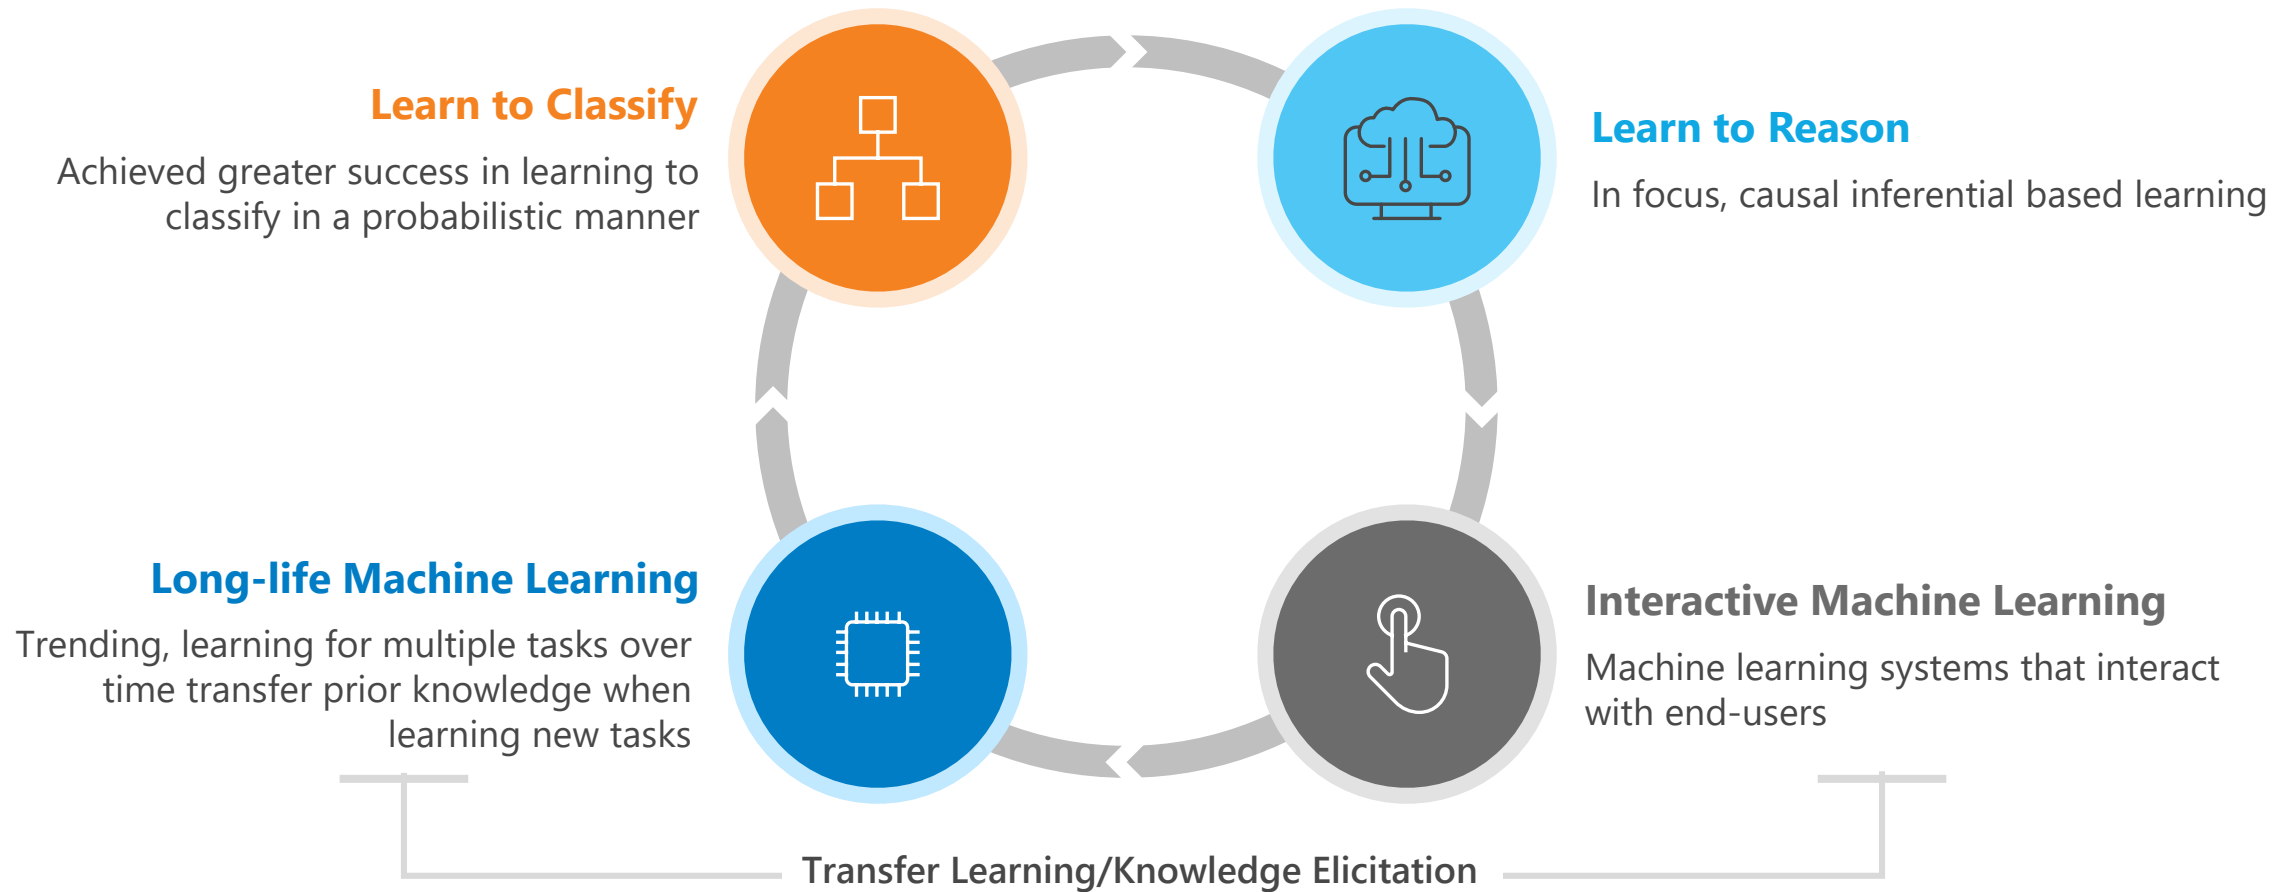 Learn to Classify
Achieved greater success in learning to
classify in a probabilistic manner
Learn to Reason
In focus, causal inferential based learning
Long-life Machine Learning
Trending, learning for multiple tasks over
time transfer prior knowledge when
learning new tasks
Interactive Machine Learning
Machine learning systems that interact
with end-users
Transfer Learning/Knowledge Elicitation